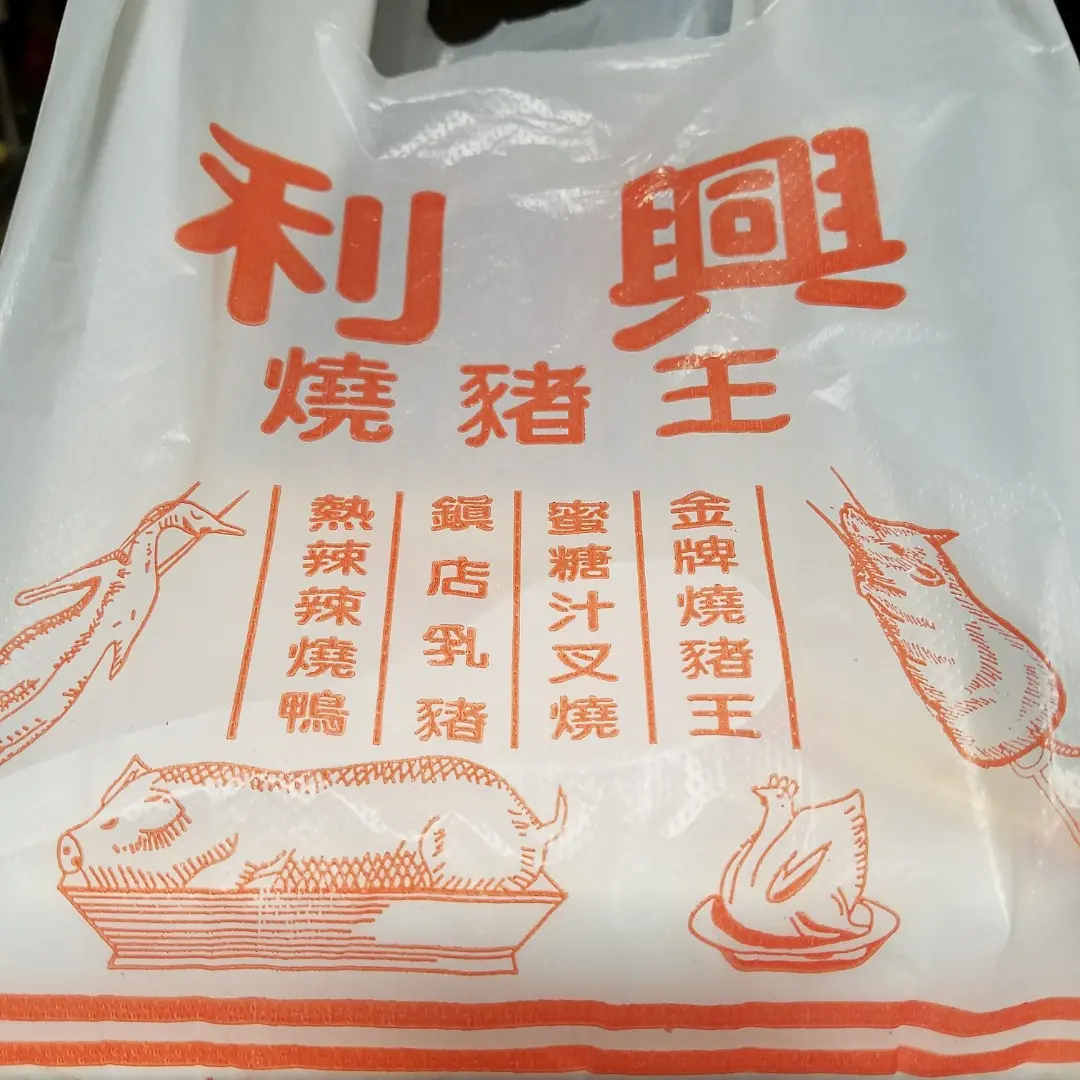 利興
燒豬王
金牌燒豬王
蜜糖汁叉燒
鎮店乳豬
熱辣辣燒鴨